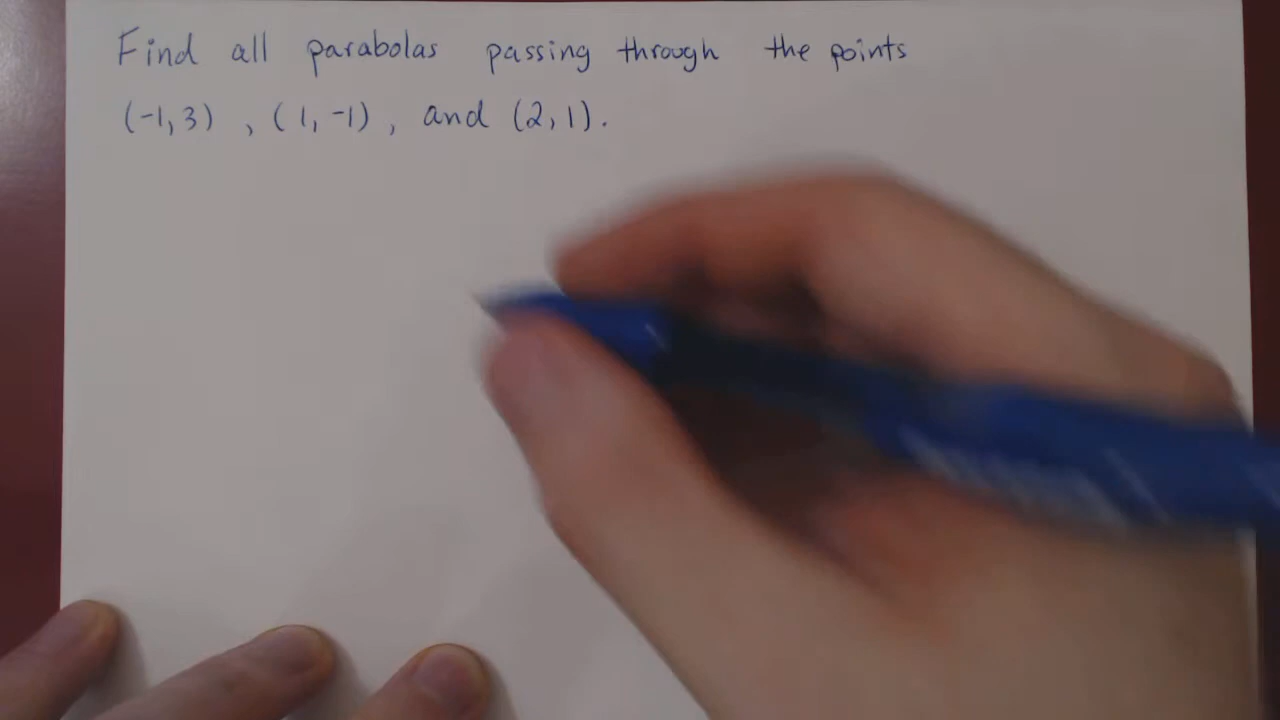 Find all parabolas passing through the points
(-1,3) , (1,-1) , and (2,1).